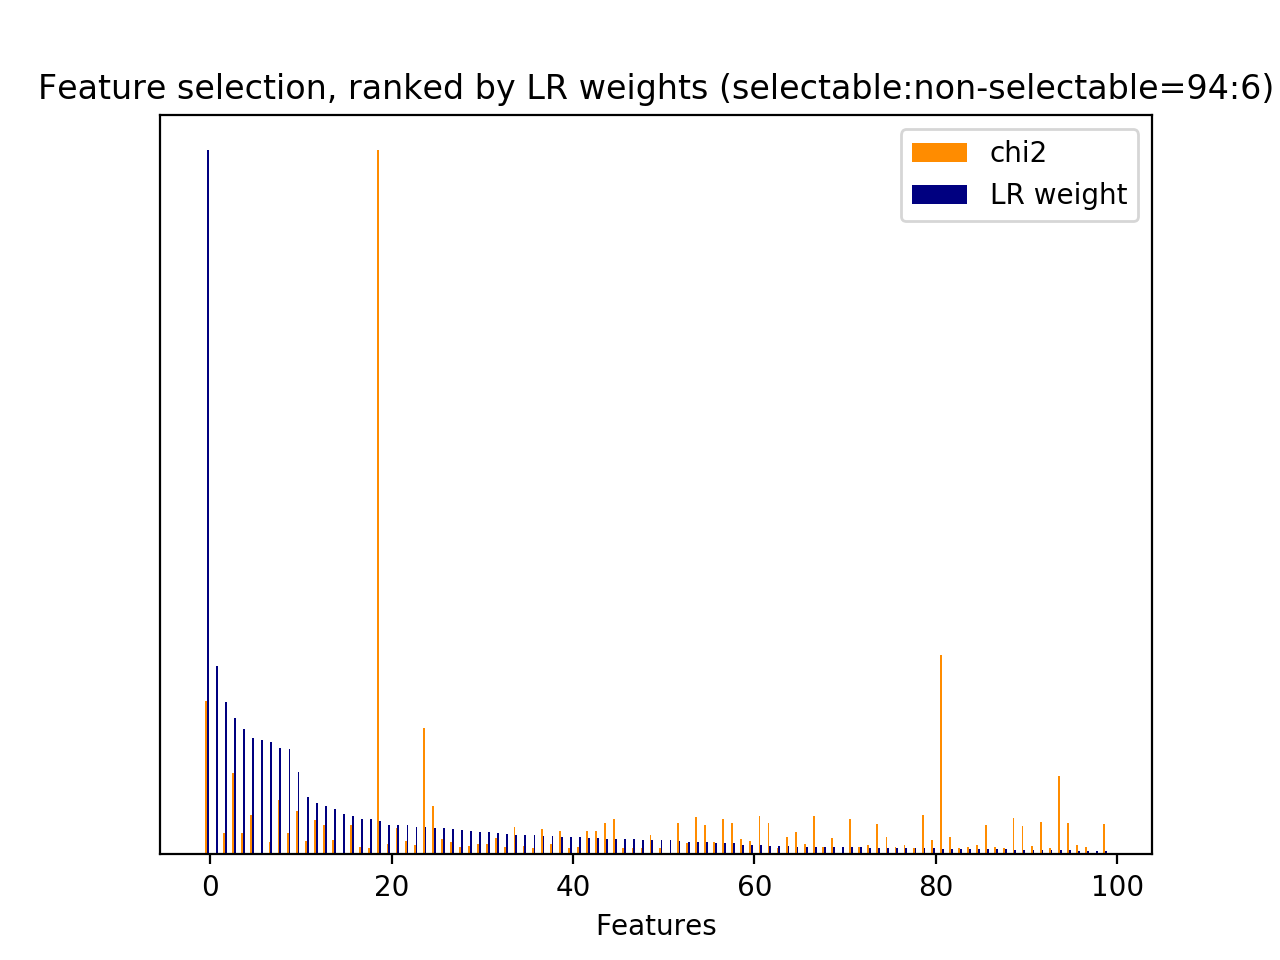 Feature selection, ranked by LR weights (selectable:non-selectable=94:6)
chi2
LR weight
0 20 40 60 80 100
Features